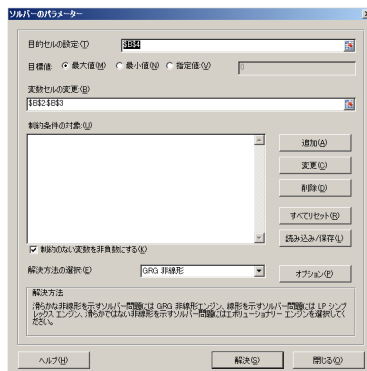 ソルバーのパラメーター
目的セルの設定:(T) $B$4
目標値: 最大値(M) 最小値(N) 指定値:(V) 0
変数セルの変更:(B)
$B$2:$B$3
制約条件の対象:(U)
追加(A)
変更(C)
削除(D)
すべてリセット(R)
読み込み/保存(L)
制約のない変数を非負数にする(K)
解決方法の選択:(E) GRG 非線形 オプション(P)
解決方法
滑らかな非線形を示すソルバー問題には GRG 非線形エンジン、線形を示すソルバー問題には LP シンプ
レックス エンジン、滑らかではない非線形を示すソルバー問題にはエボリューショナリー エンジンを選択してく
ださい。
ヘルプ(H) 解決(S) 閉じる(O)